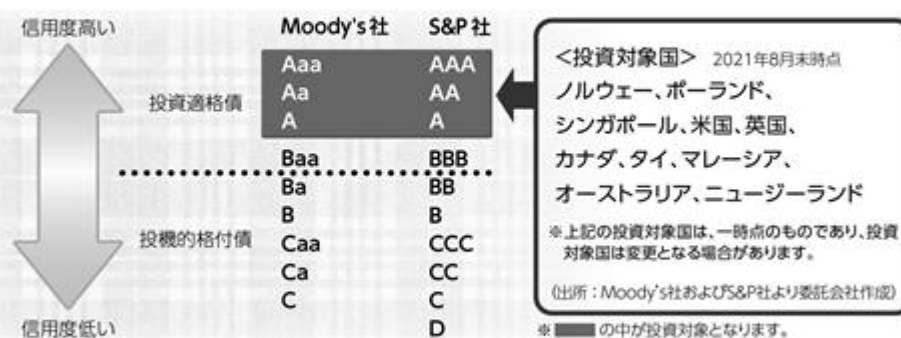 信用度高い
Moody's社 S&P社
Aaa AAA
Aa AA
A A
投資適格債
Baa BBB
Ba BB
B B
投機的格付債
Caa CCC
Ca CC
C C
D
信用度低い
<投資対象国> 2021年8月末時点
ノルウェー、ポーランド、
シンガポール、米国、英国、
カナダ、タイ、マレーシア、
オーストラリア、ニュージーランド
※上記の投資対象国は、一時点のものであり、投資
対象国は変更となる場合があります。
(出所:Moody's社およびS&P社より委託会社作成)
※ の中が投資対象となります。